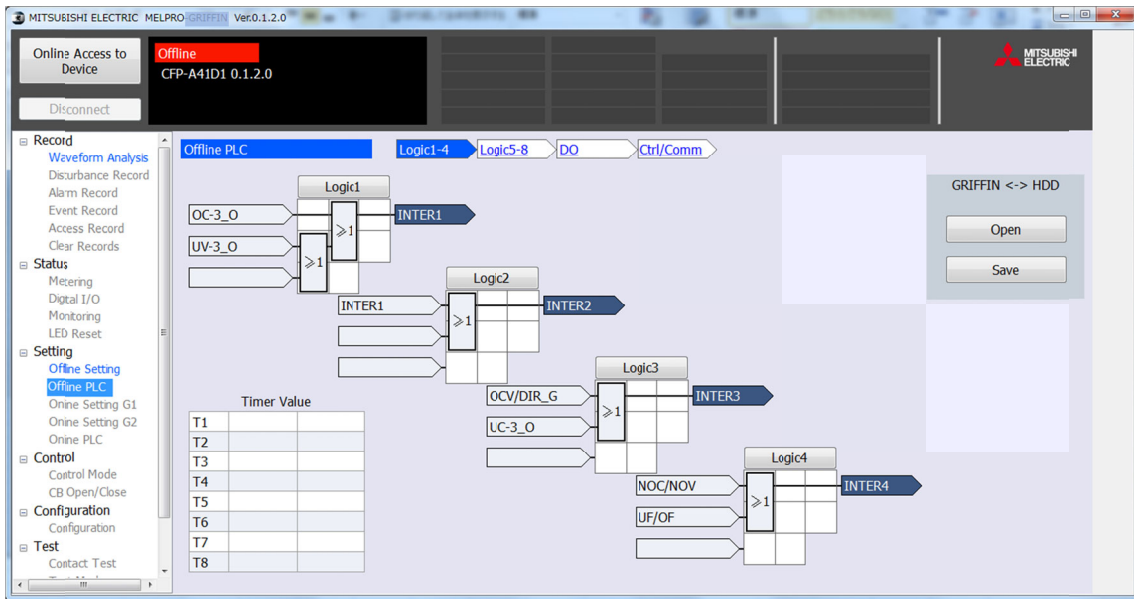 MITSUBISHI ELECTRIC MELPRO-GRIFFIN Ver.0.1.2.0
Online Access to
Device
Disconnect
Offline
CFP-A41D1 0.1.2.0
MITSUBISHI
ELECTRIC
Record
Waveform Analysis
Disturbance Record
Alarm Record
Event Record
Access Record
Clear Records
Status
Metering
Digital I/O
Monitoring
LED Reset
Setting
Offline Setting
Offline PLC
Online Setting G1
Online Setting G2
Online PLC
Control
Control Mode
CB Open/Close
Configuration
Configuration
Test
Contact Test
Offline PLC
Logic1-4
Logic5-8
DO
Ctrl/Comm
Logic1
OC-3_O
UV-3_O
≥1
≥1
INTER1
Logic2
INTER1
≥1
INTER2
Logic3
OCV/DIR_G
UC-3_O
≥1
INTER3
Logic4
NOC/NOV
UF/OF
≥1
INTER4
Timer Value
T1
T2
T3
T4
T5
T6
T7
T8
GRIFFIN <-> HDD
Open
Save